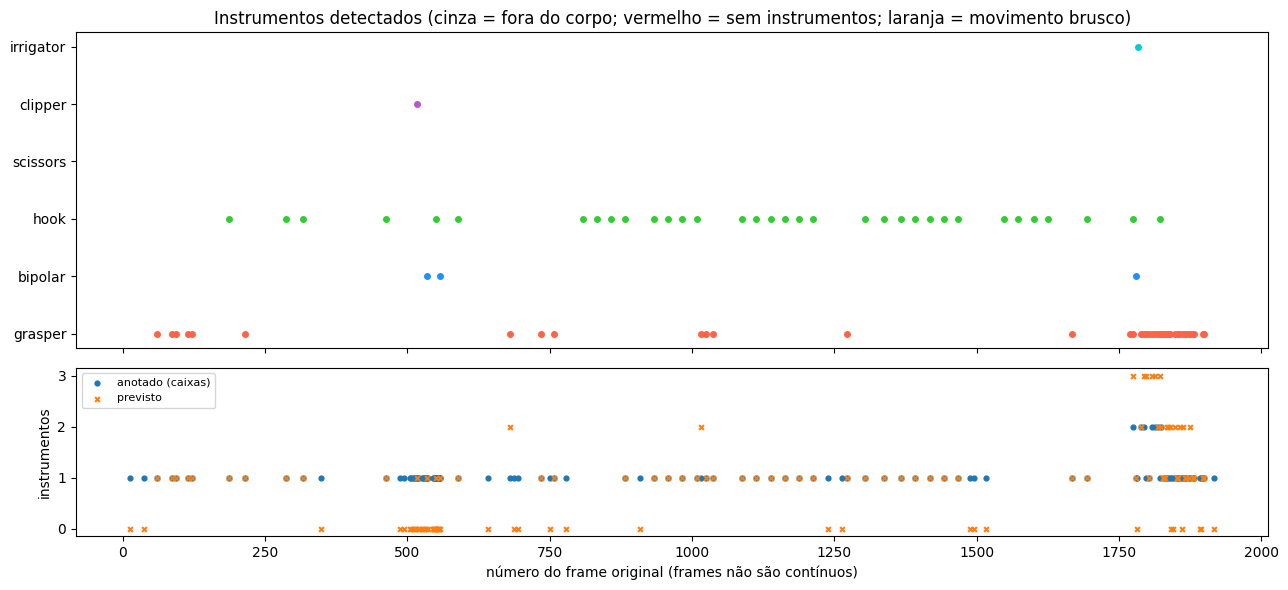 Instrumentos detectados (cinza = fora do corpo; vermelho = sem instrumentos; laranja = movimento brusco)
irrigator
clipper
scissors
hook
bipolar
grasper
instrumentos
3
2
1
0
anotado (caixas)
previsto
0 250 500 750 1000 1250 1500 1750 2000
número do frame original (frames não são contínuos)